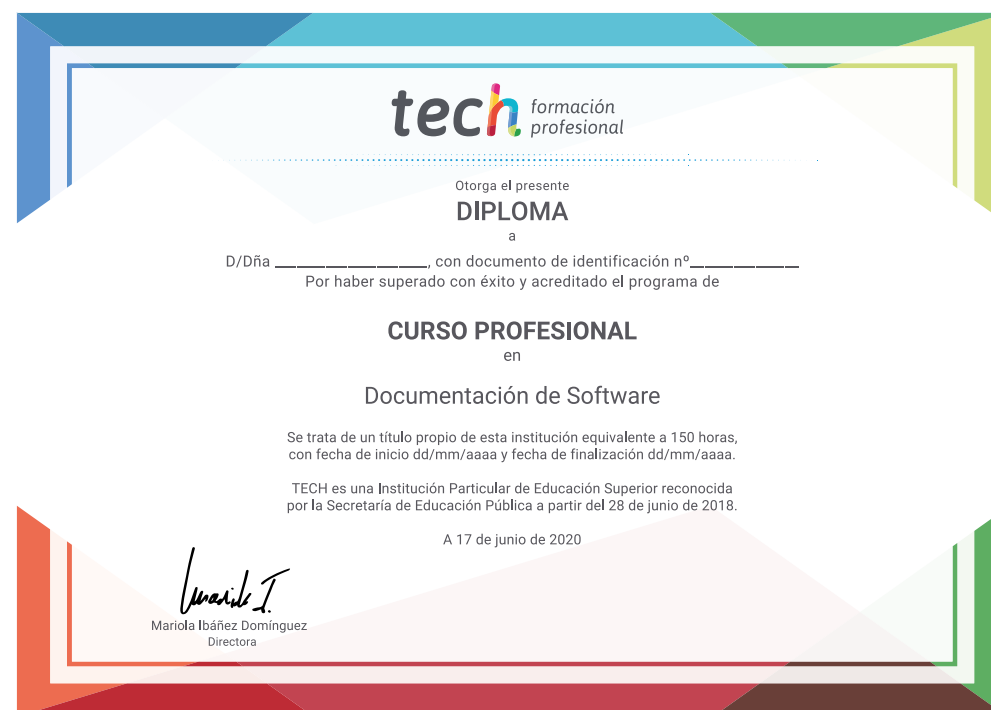 tech formación
profesional
Otorga el presente
DIPLOMA
a
D/Dña ____________________, con documento de identificación nº______________
Por haber superado con éxito y acreditado el programa de
CURSO PROFESIONAL
en
Documentación de Software
Se trata de un título propio de esta institución equivalente a 150 horas,
con fecha de inicio dd/mm/aaaa y fecha de finalización dd/mm/aaaa.
TECH es una Institución Particular de Educación Superior reconocida
por la Secretaría de Educación Pública a partir del 28 de junio de 2018.
A 17 de junio de 2020
Mariola Ibáñez Domínguez
Directora